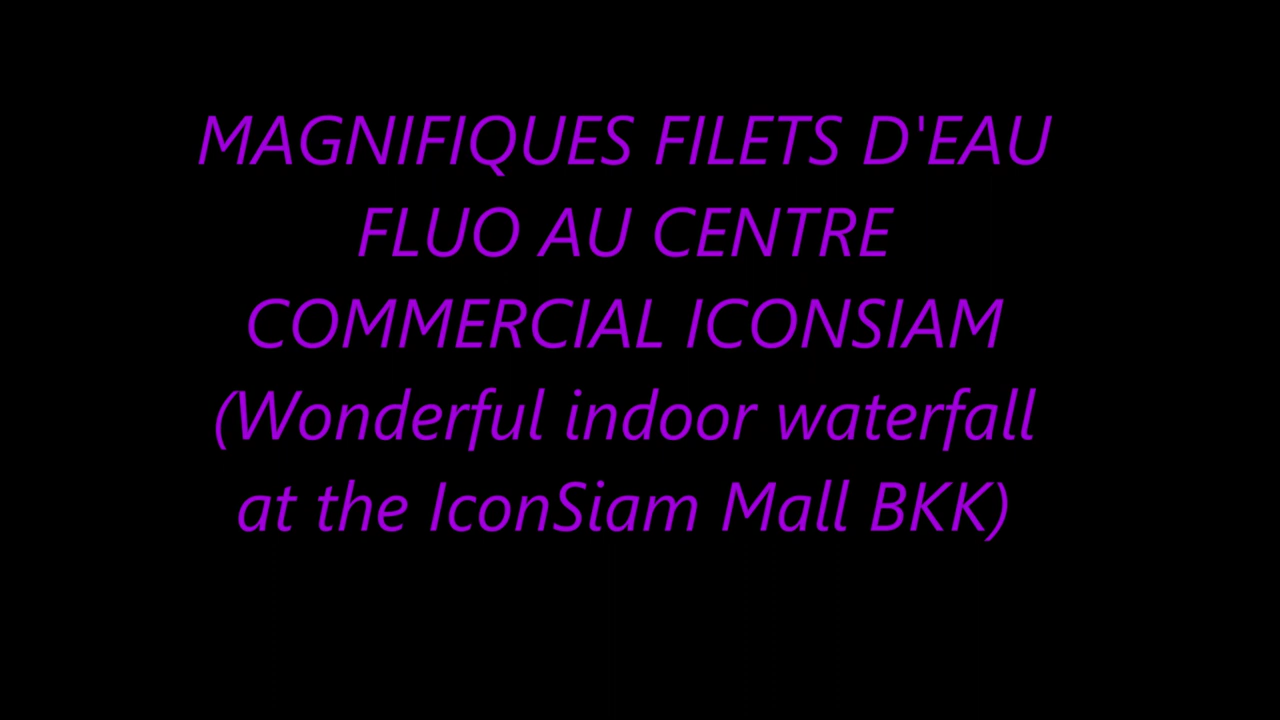 MAGNIFIQUES FILETS D'EAU
FLUO AU CENTRE
COMMERCIAL ICONSIAM
(Wonderful indoor waterfall
at the IconSiam Mall BKK)